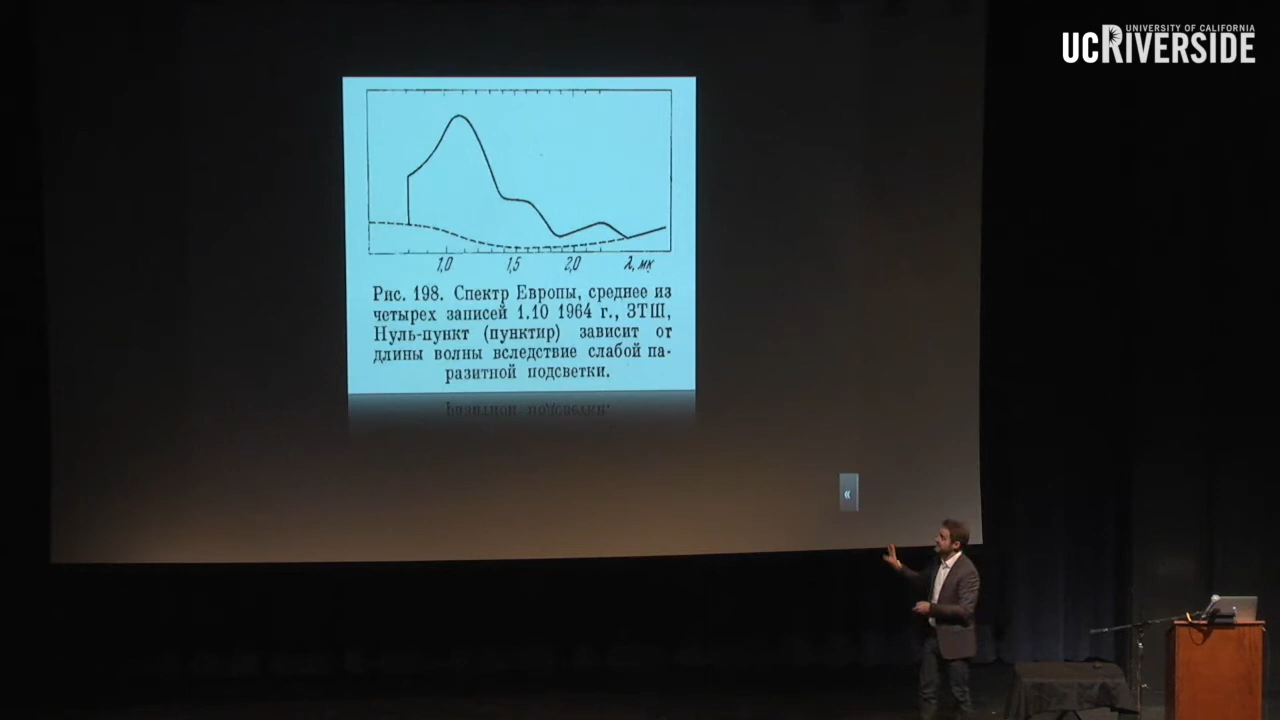 UNIVERSITY OF CALIFORNIA
UCRIVERSIDE
1,0 1,5 2,0 λ, мк
Рис. 198. Спектр Европы, среднее из
четырех записей 1.10 1964 г., ЗТШ,
Нуль-пункт (пунктир) зависит от
длины волны вследствие слабой па-
разитной подсветки.
«